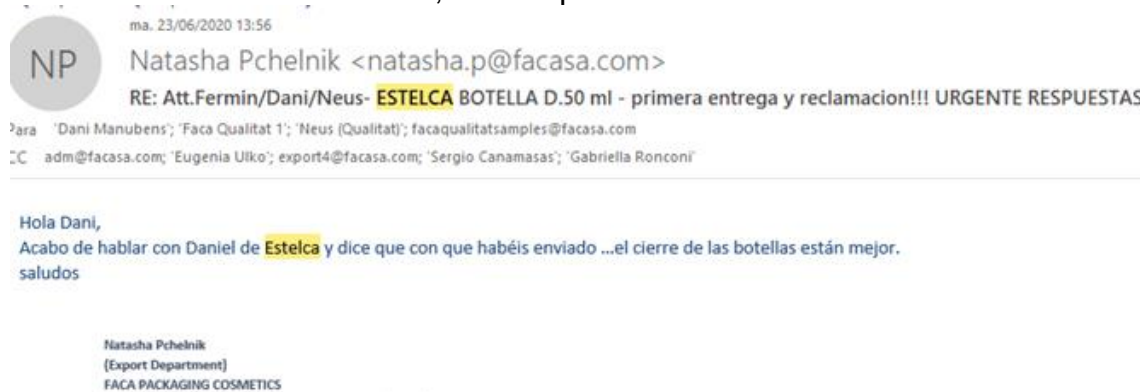 ma. 23/06/2020 13:56
NP
Natasha Pchelnik <natasha.p@facasa.com>
RE: Att.Fermin/Dani/Neus- ESTELCA BOTELLA D.50 ml - primera entrega y reclamacion!!! URGENTE RESPUESTAS
Para 'Dani Manubens'; 'Faca Qualitat 1'; 'Neus (Qualitat)'; facaqualitatsamples@facasa.com
CC adm@facasa.com; 'Eugenia Ulko'; export4@facasa.com; 'Sergio Canamasas'; 'Gabriella Ronconi'
Hola Dani,
Acabo de hablar con Daniel de Estelca y dice que con que habéis enviado ...el cierre de las botellas están mejor.
saludos
Natasha Pchelnik
(Export Department)
FACA PACKAGING COSMETICS